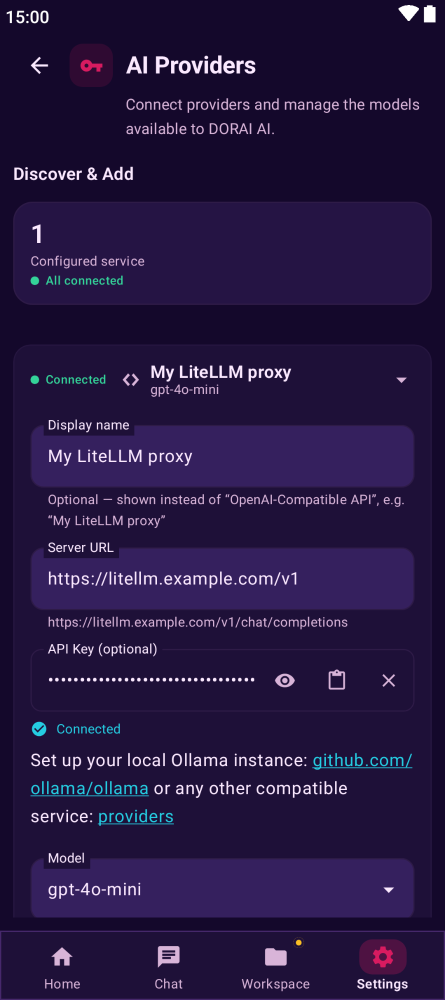 15:00
AI Providers
Connect providers and manage the models
available to DORAI AI.
Discover & Add
1
Configured service
All connected
Connected
My LiteLLM proxy
gpt-4o-mini
Display name
My LiteLLM proxy
Optional — shown instead of “OpenAI-Compatible API”, e.g.
“My LiteLLM proxy”
Server URL
https://litellm.example.com/v1
https://litellm.example.com/v1/chat/completions
API Key (optional)
••••••••••••••••••••••••••••••••
Connected
Set up your local Ollama instance: github.com/
ollama/ollama or any other compatible
service: providers
Model
gpt-4o-mini
Home
Chat
Workspace
Settings